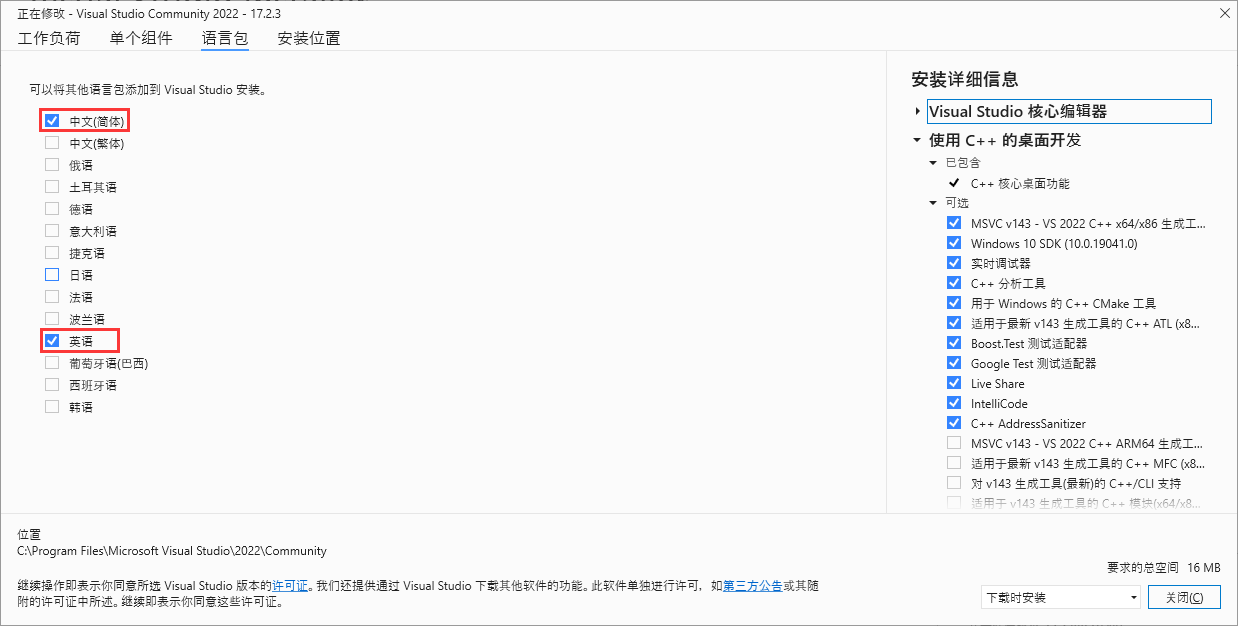 正在修改 - Visual Studio Community 2022 - 17.2.3
工作负荷 单个组件 语言包 安装位置
可以将其他语言包添加到 Visual Studio 安装。
中文(简体)
中文(繁体)
俄语
土耳其语
德语
意大利语
捷克语
日语
法语
波兰语
英语
葡萄牙语(巴西)
西班牙语
韩语
安装详细信息
Visual Studio 核心编辑器
使用 C++ 的桌面开发
已包含
C++ 核心桌面功能
可选
MSVC v143 - VS 2022 C++ x64/x86 生成工...
Windows 10 SDK (10.0.19041.0)
实时调试器
C++ 分析工具
用于 Windows 的 C++ CMake 工具
适用于最新 v143 生成工具的 C++ ATL (x8...
Boost.Test 测试适配器
Google Test 测试适配器
Live Share
IntelliCode
C++ AddressSanitizer
MSVC v143 - VS 2022 C++ ARM64 生成工...
适用于最新 v143 生成工具的 C++ MFC (x8...
对 v143 生成工具(最新)的 C++/CLI 支持
适用于 v143 生成工具的 C++ 模块(x64/x8...
位置
C:\Program Files\Microsoft Visual Studio\2022\Community
继续操作即表示你同意所选 Visual Studio 版本的许可证。我们还提供通过 Visual Studio 下载其他软件的功能。此软件单独进行许可，如第三方公告或其随
附的许可证中所述。继续即表示你同意这些许可证。
要求的总空间 16 MB
下载时安装
关闭(C)